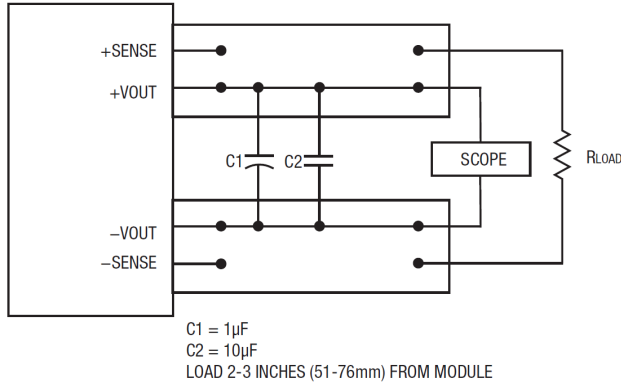 +SENSE
+VOUT
C1
C2
SCOPE
RLOAD
−VOUT
−SENSE
C1 = 1µF
C2 = 10µF
LOAD 2-3 INCHES (51-76mm) FROM MODULE